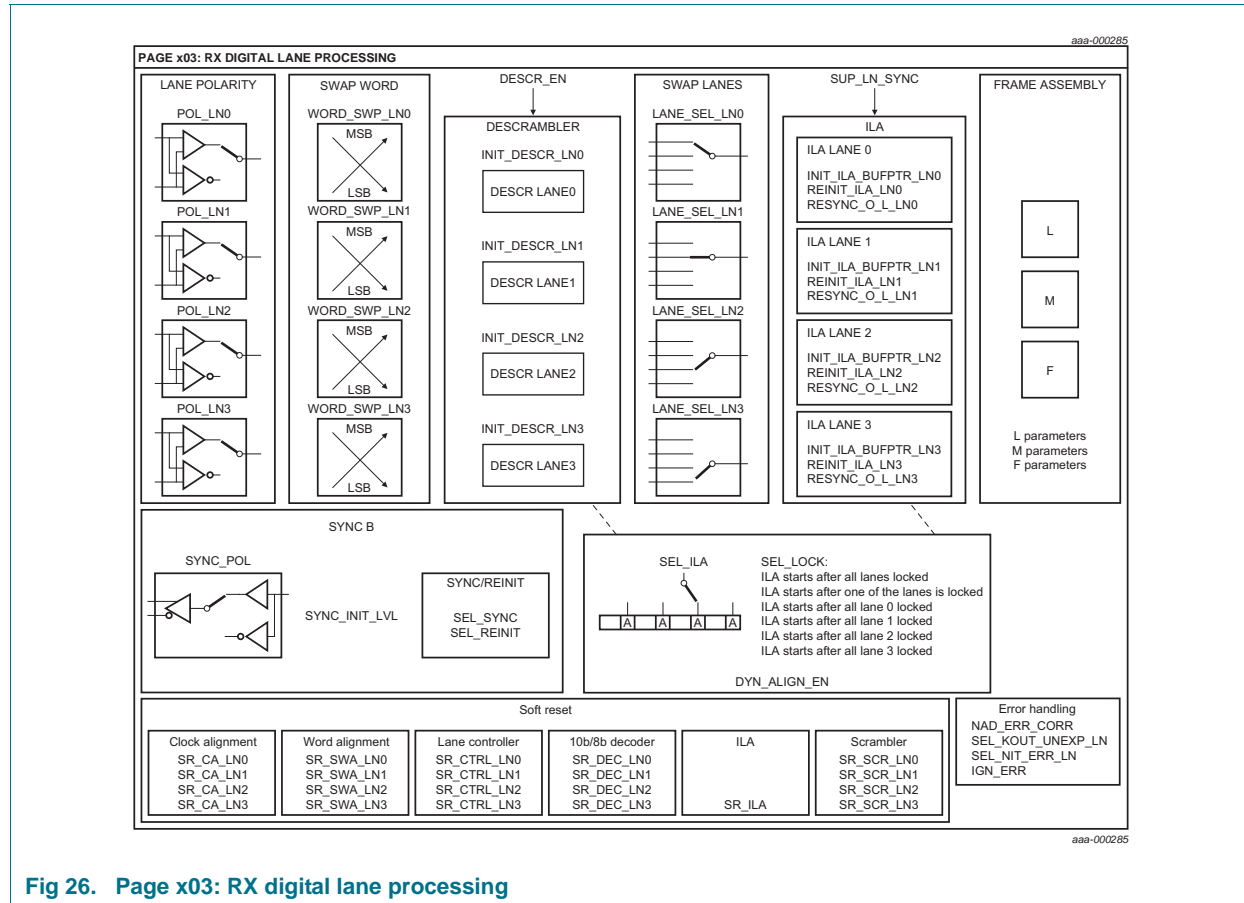 aaa-000285
PAGE x03: RX DIGITAL LANE PROCESSING
LANE POLARITY
POL_LN0
POL_LN1
POL_LN2
POL_LN3
SWAP WORD
WORD_SWP_LN0
MSB
LSB
WORD_SWP_LN1
MSB
LSB
WORD_SWP_LN2
MSB
LSB
WORD_SWP_LN3
MSB
LSB
DESCR_EN
DESCRAMBLER
INIT_DESCR_LN0
DESCR LANE0
INIT_DESCR_LN1
DESCR LANE1
INIT_DESCR_LN2
DESCR LANE2
INIT_DESCR_LN3
DESCR LANE3
SWAP LANES
LANE_SEL_LN0
LANE_SEL_LN1
LANE_SEL_LN2
LANE_SEL_LN3
SUP_LN_SYNC
ILA
ILA LANE 0
INIT_ILA_BUFPTR_LN0
REINIT_ILA_LN0
RESYNC_O_L_LN0
ILA LANE 1
INIT_ILA_BUFPTR_LN1
REINIT_ILA_LN1
RESYNC_O_L_LN1
ILA LANE 2
INIT_ILA_BUFPTR_LN2
REINIT_ILA_LN2
RESYNC_O_L_LN2
ILA LANE 3
INIT_ILA_BUFPTR_LN3
REINIT_ILA_LN3
RESYNC_O_L_LN3
FRAME ASSEMBLY
L
M
F
L parameters
M parameters
F parameters
SYNC B
SYNC_POL
SYNC_INIT_LVL
SYNC/REINIT
SEL_SYNC
SEL_REINIT
SEL_ILA
A A A A
SEL_LOCK:
ILA starts after all lanes locked
ILA starts after one of the lanes is locked
ILA starts after all lane 0 locked
ILA starts after all lane 1 locked
ILA starts after all lane 2 locked
ILA starts after all lane 3 locked
DYN_ALIGN_EN
Soft reset
Clock alignment
SR_CA_LN0
SR_CA_LN1
SR_CA_LN2
SR_CA_LN3
Word alignment
SR_SWA_LN0
SR_SWA_LN1
SR_SWA_LN2
SR_SWA_LN3
Lane controller
SR_CTRL_LN0
SR_CTRL_LN1
SR_CTRL_LN2
SR_CTRL_LN3
10b/8b decoder
SR_DEC_LN0
SR_DEC_LN1
SR_DEC_LN2
SR_DEC_LN3
ILA
SR_ILA
Scrambler
SR_SCR_LN0
SR_SCR_LN1
SR_SCR_LN2
SR_SCR_LN3
Error handling
NAD_ERR_CORR
SEL_KOUT_UNEXP_LN
SEL_NIT_ERR_LN
IGN_ERR
aaa-000285
Fig 26. Page x03: RX digital lane processing